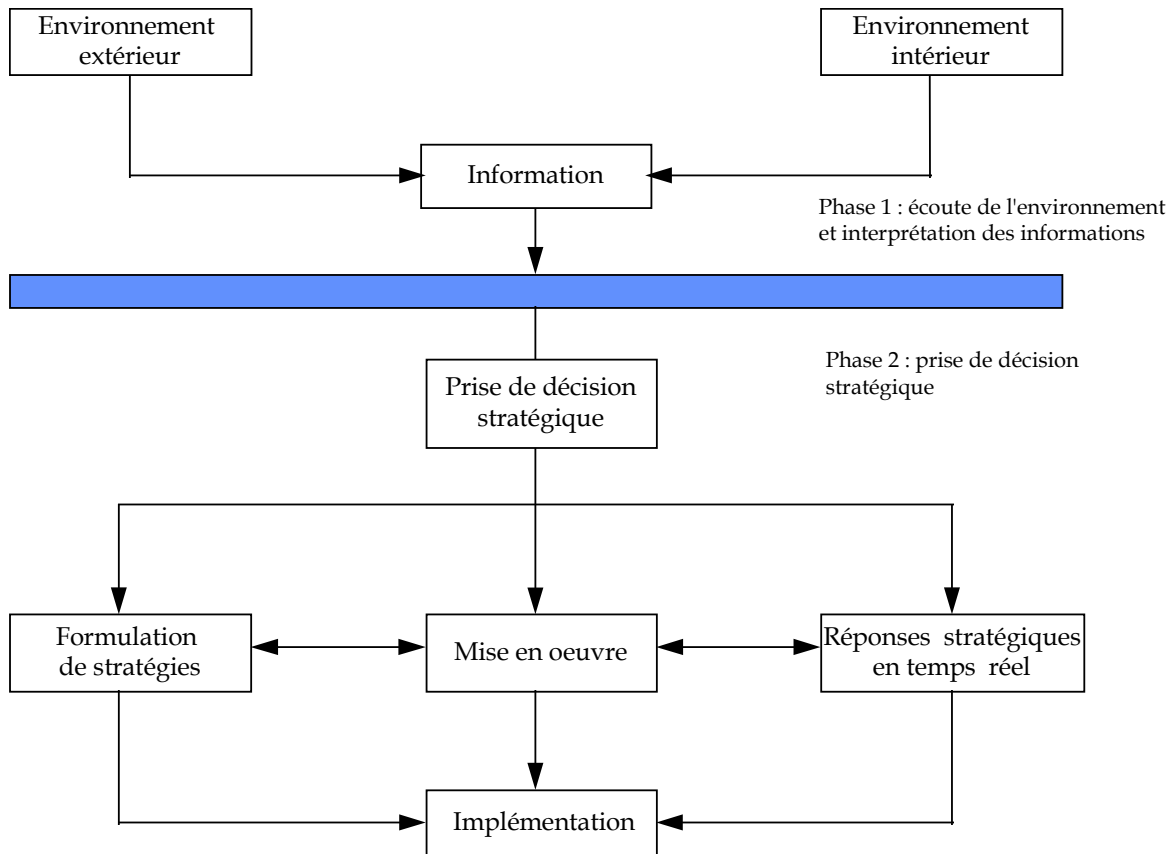 Environnement
extérieur
Environnement
intérieur
Information
Phase 1 : écoute de l'environnement
et interprétation des informations
Phase 2 : prise de décision
stratégique
Prise de décision
stratégique
Formulation
de stratégies
Mise en oeuvre
Réponses stratégiques
en temps réel
Implémentation